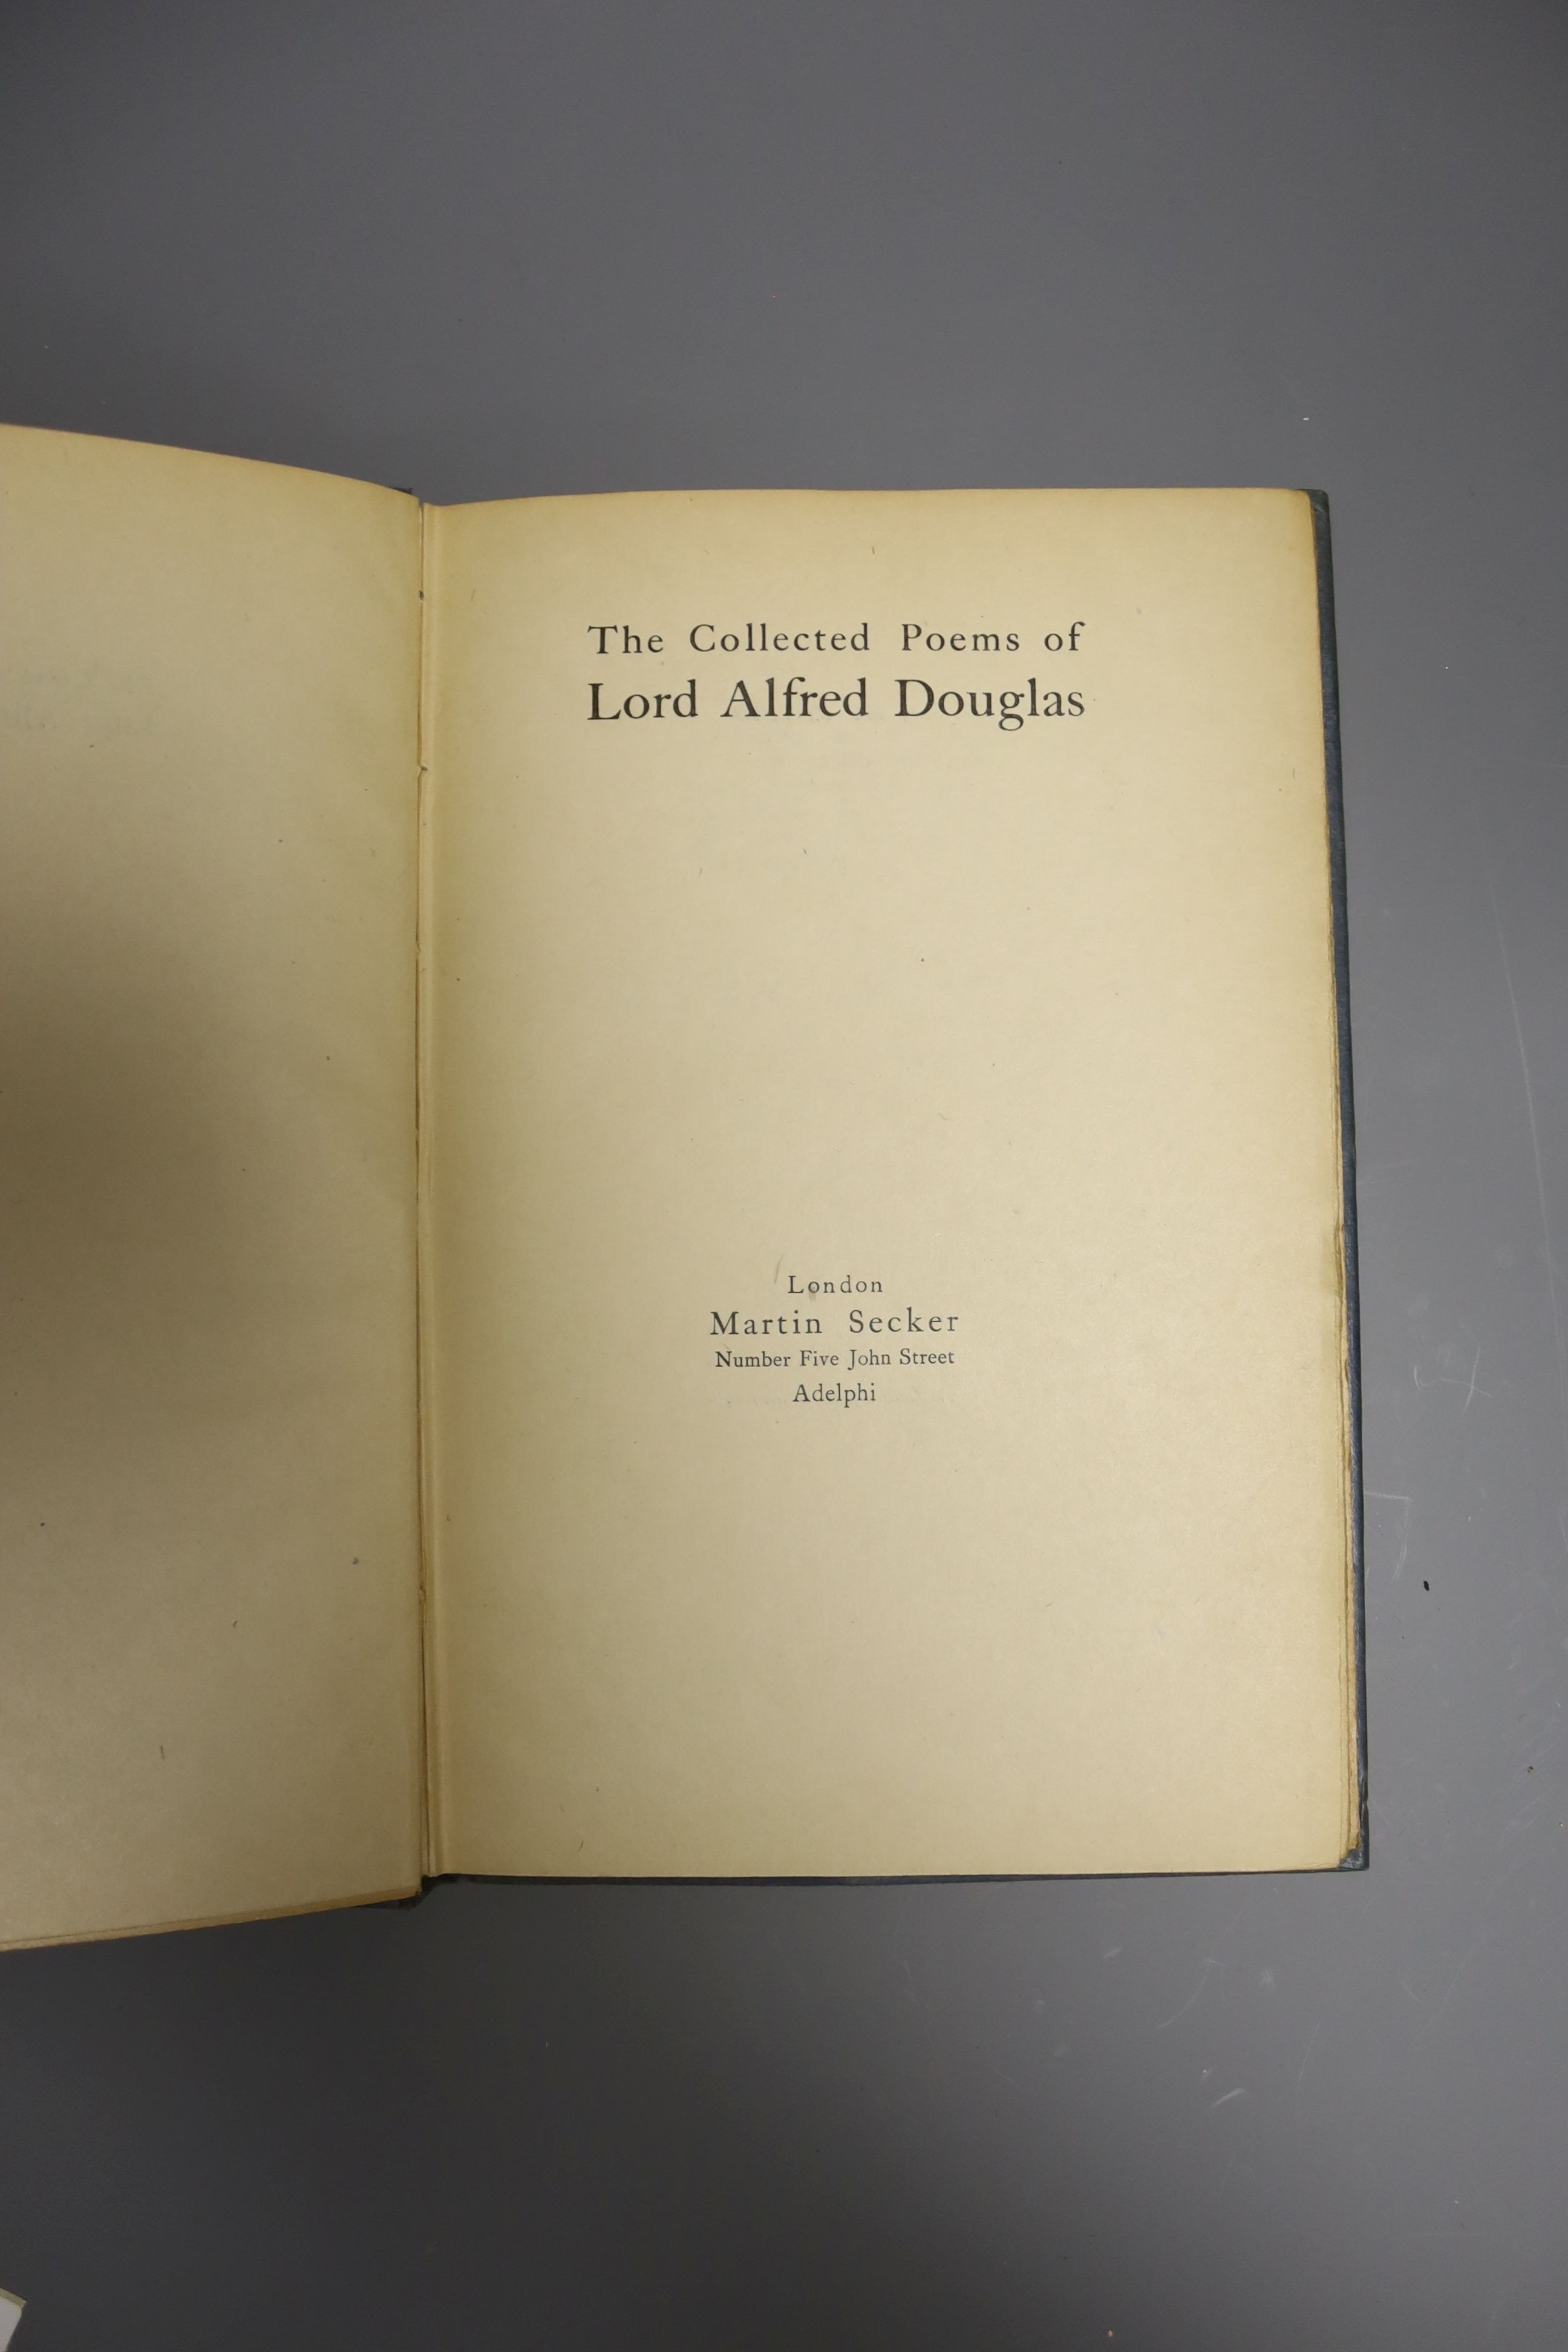 The Collected Poems of
Lord Alfred Douglas
London
Martin Secker
Number Five John Street
Adelphi